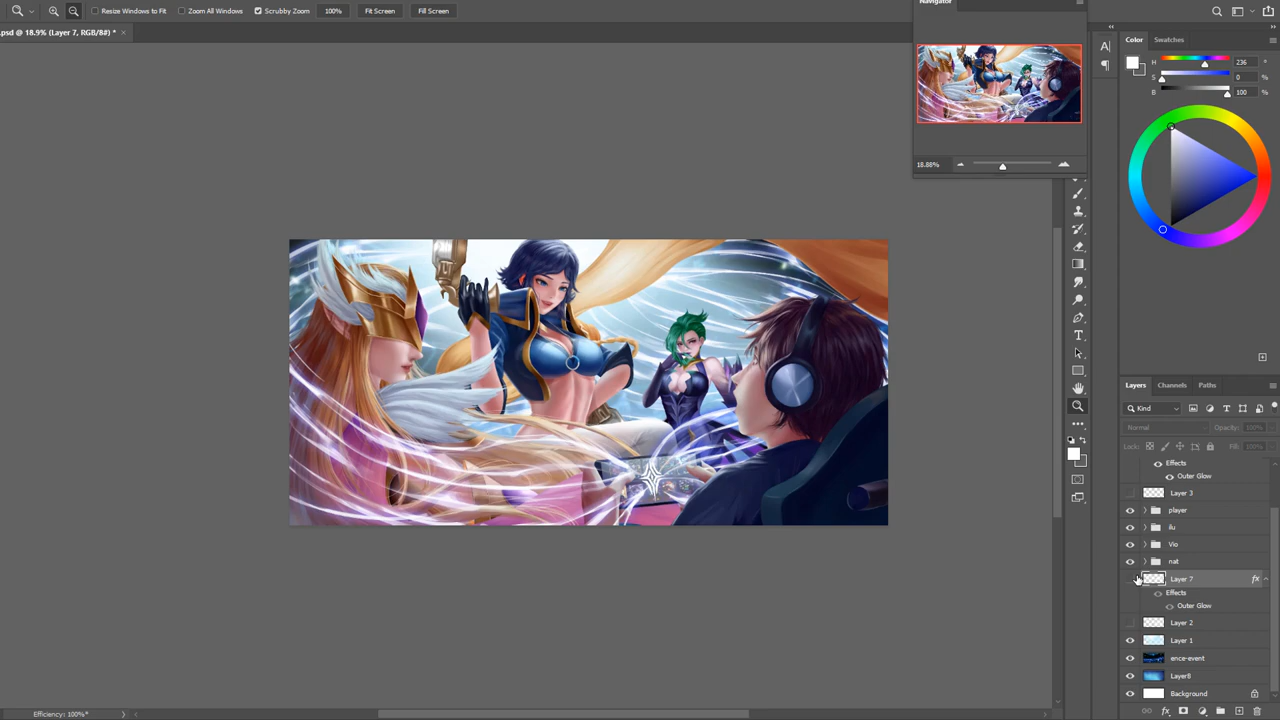 Resize Windows to Fit
Zoom All Windows
Scrubby Zoom
100%
Fit Screen
Fill Screen
.psd @ 18.9% (Layer 7, RGB/8#) *
Navigator
18.88%
Color
Swatches
H
236
°
S
0
%
B
100
%
Layers
Channels
Paths
Kind
Normal
Opacity:
100%
Lock:
Fill:
100%
Effects
Outer Glow
Layer 3
player
ilu
Vio
nat
Layer 7
fx
Effects
Outer Glow
Layer 2
Layer 1
ence-event
Layer8
Background
Efficiency: 100%*